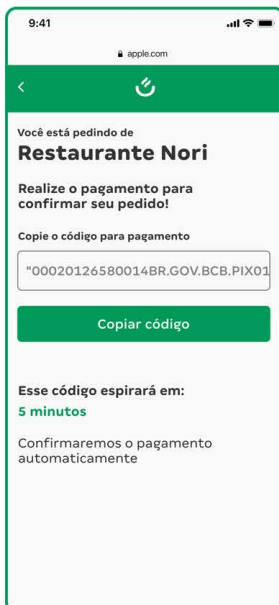 9:41
apple.com
Você está pedindo de
Restaurante Nori
Realize o pagamento para
confirmar seu pedido!
Copie o código para pagamento
"00020126580014BR.GOV.BCB.PIX01
Copiar código
Esse código espirará em:
5 minutos
Confirmaremos o pagamento
automaticamente